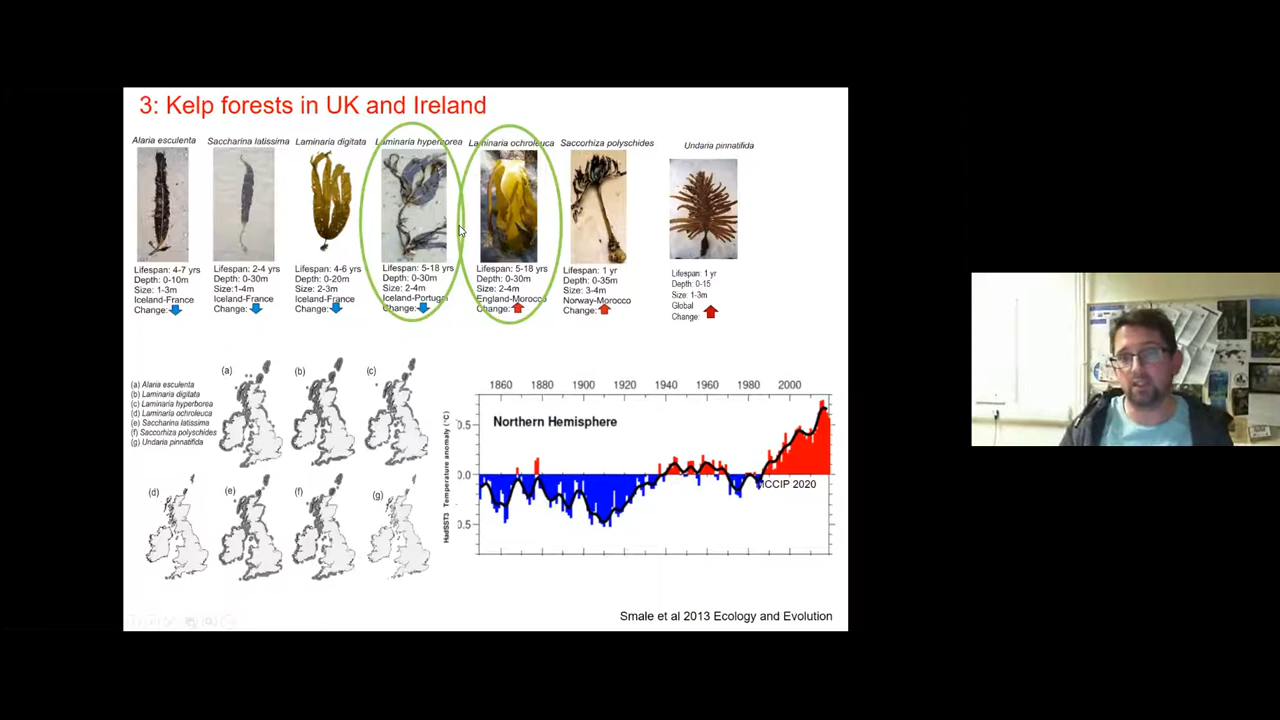 3: Kelp forests in UK and Ireland
Alaria esculenta
Lifespan: 4-7 yrs
Depth: 0-10m
Size: 1-3m
Iceland-France
Change:
Saccharina latissima
Lifespan: 2-4 yrs
Depth: 0-30m
Size:1-4m
Iceland-France
Change:
Laminaria digitata
Lifespan: 4-6 yrs
Depth: 0-20m
Size: 2-3m
Iceland-France
Change:
Laminaria hyperborea
Lifespan: 5-18 yrs
Depth: 0-30m
Size: 2-4m
Iceland-Portugal
Change:
Laminaria ochroleuca
Lifespan: 5-18 yrs
Depth: 0-30m
Size: 2-4m
England-Morocco
Change:
Saccorhiza polyschides
Lifespan: 1 yr
Depth: 0-35m
Size: 3-4m
Norway-Morocco
Change:
Undaria pinnatifida
Lifespan: 1 yr
Depth: 0-15
Size: 1-3m
Global
Change:
(a) Alaria esculenta
(b) Laminaria digitata
(c) Laminaria hyperborea
(d) Laminaria ochroleuca
(e) Saccharina latissima
(f) Saccorhiza polyschides
(g) Undaria pinnatifida
(a)
(b)
(c)
(d)
(e)
(f)
(g)
1860 1880 1900 1920 1940 1960 1980 2000
Northern Hemisphere
HadSST3 Temperature anomaly (°C)
0.5
0.0
0.5
MCCIP 2020
Smale et al 2013 Ecology and Evolution